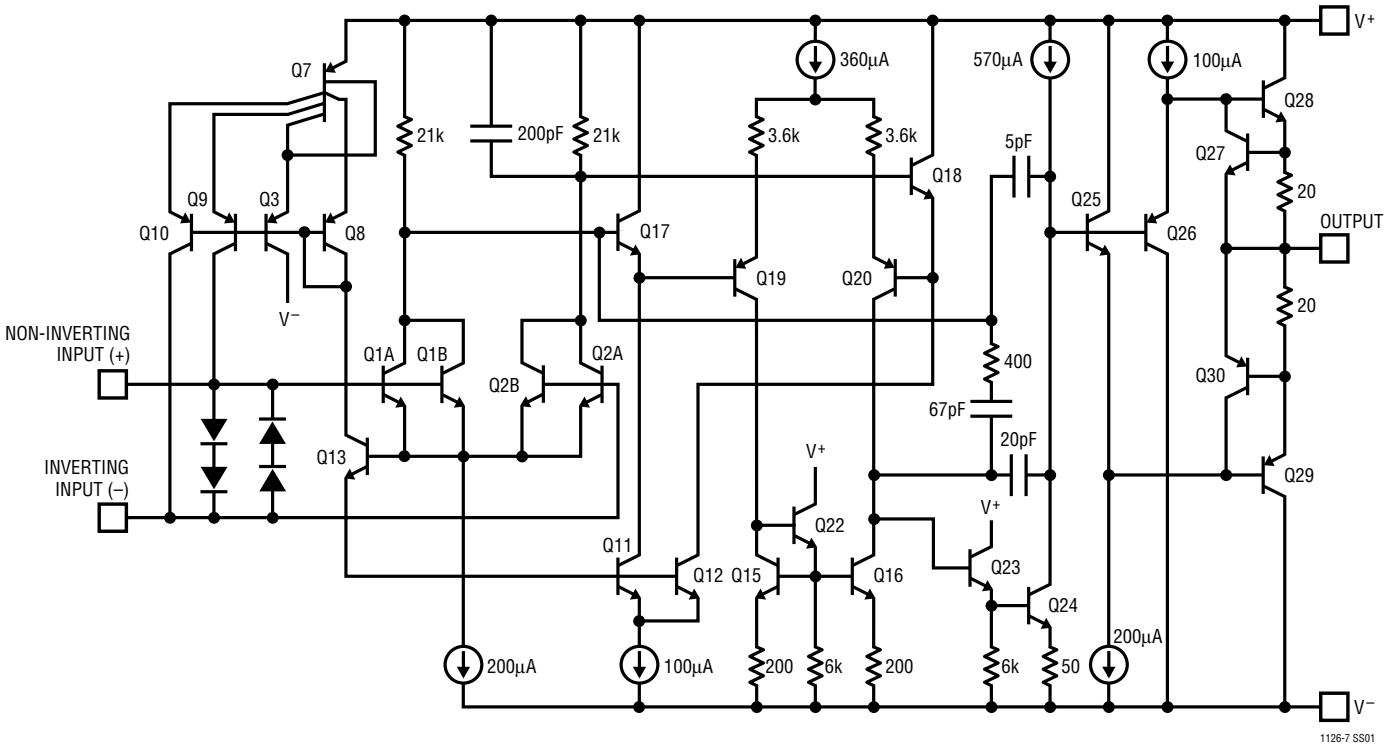 V+
Q7
360μA
570μA
100μA
Q28
21k
200pF
21k
3.6k
3.6k
5pF
Q27
Q18
20
Q10
Q9
Q3
Q8
Q17
Q25
Q26
OUTPUT
Q19
Q20
V–
20
NON-INVERTING
INPUT (+)
Q1A
Q1B
Q2B
Q2A
400
Q30
67pF
20pF
Q13
V+
INVERTING
INPUT (–)
Q29
V+
Q22
Q11
Q12
Q15
Q16
Q23
Q24
200μA
200μA
100μA
200
6k
200
6k
50
V–
1126-7 SS01